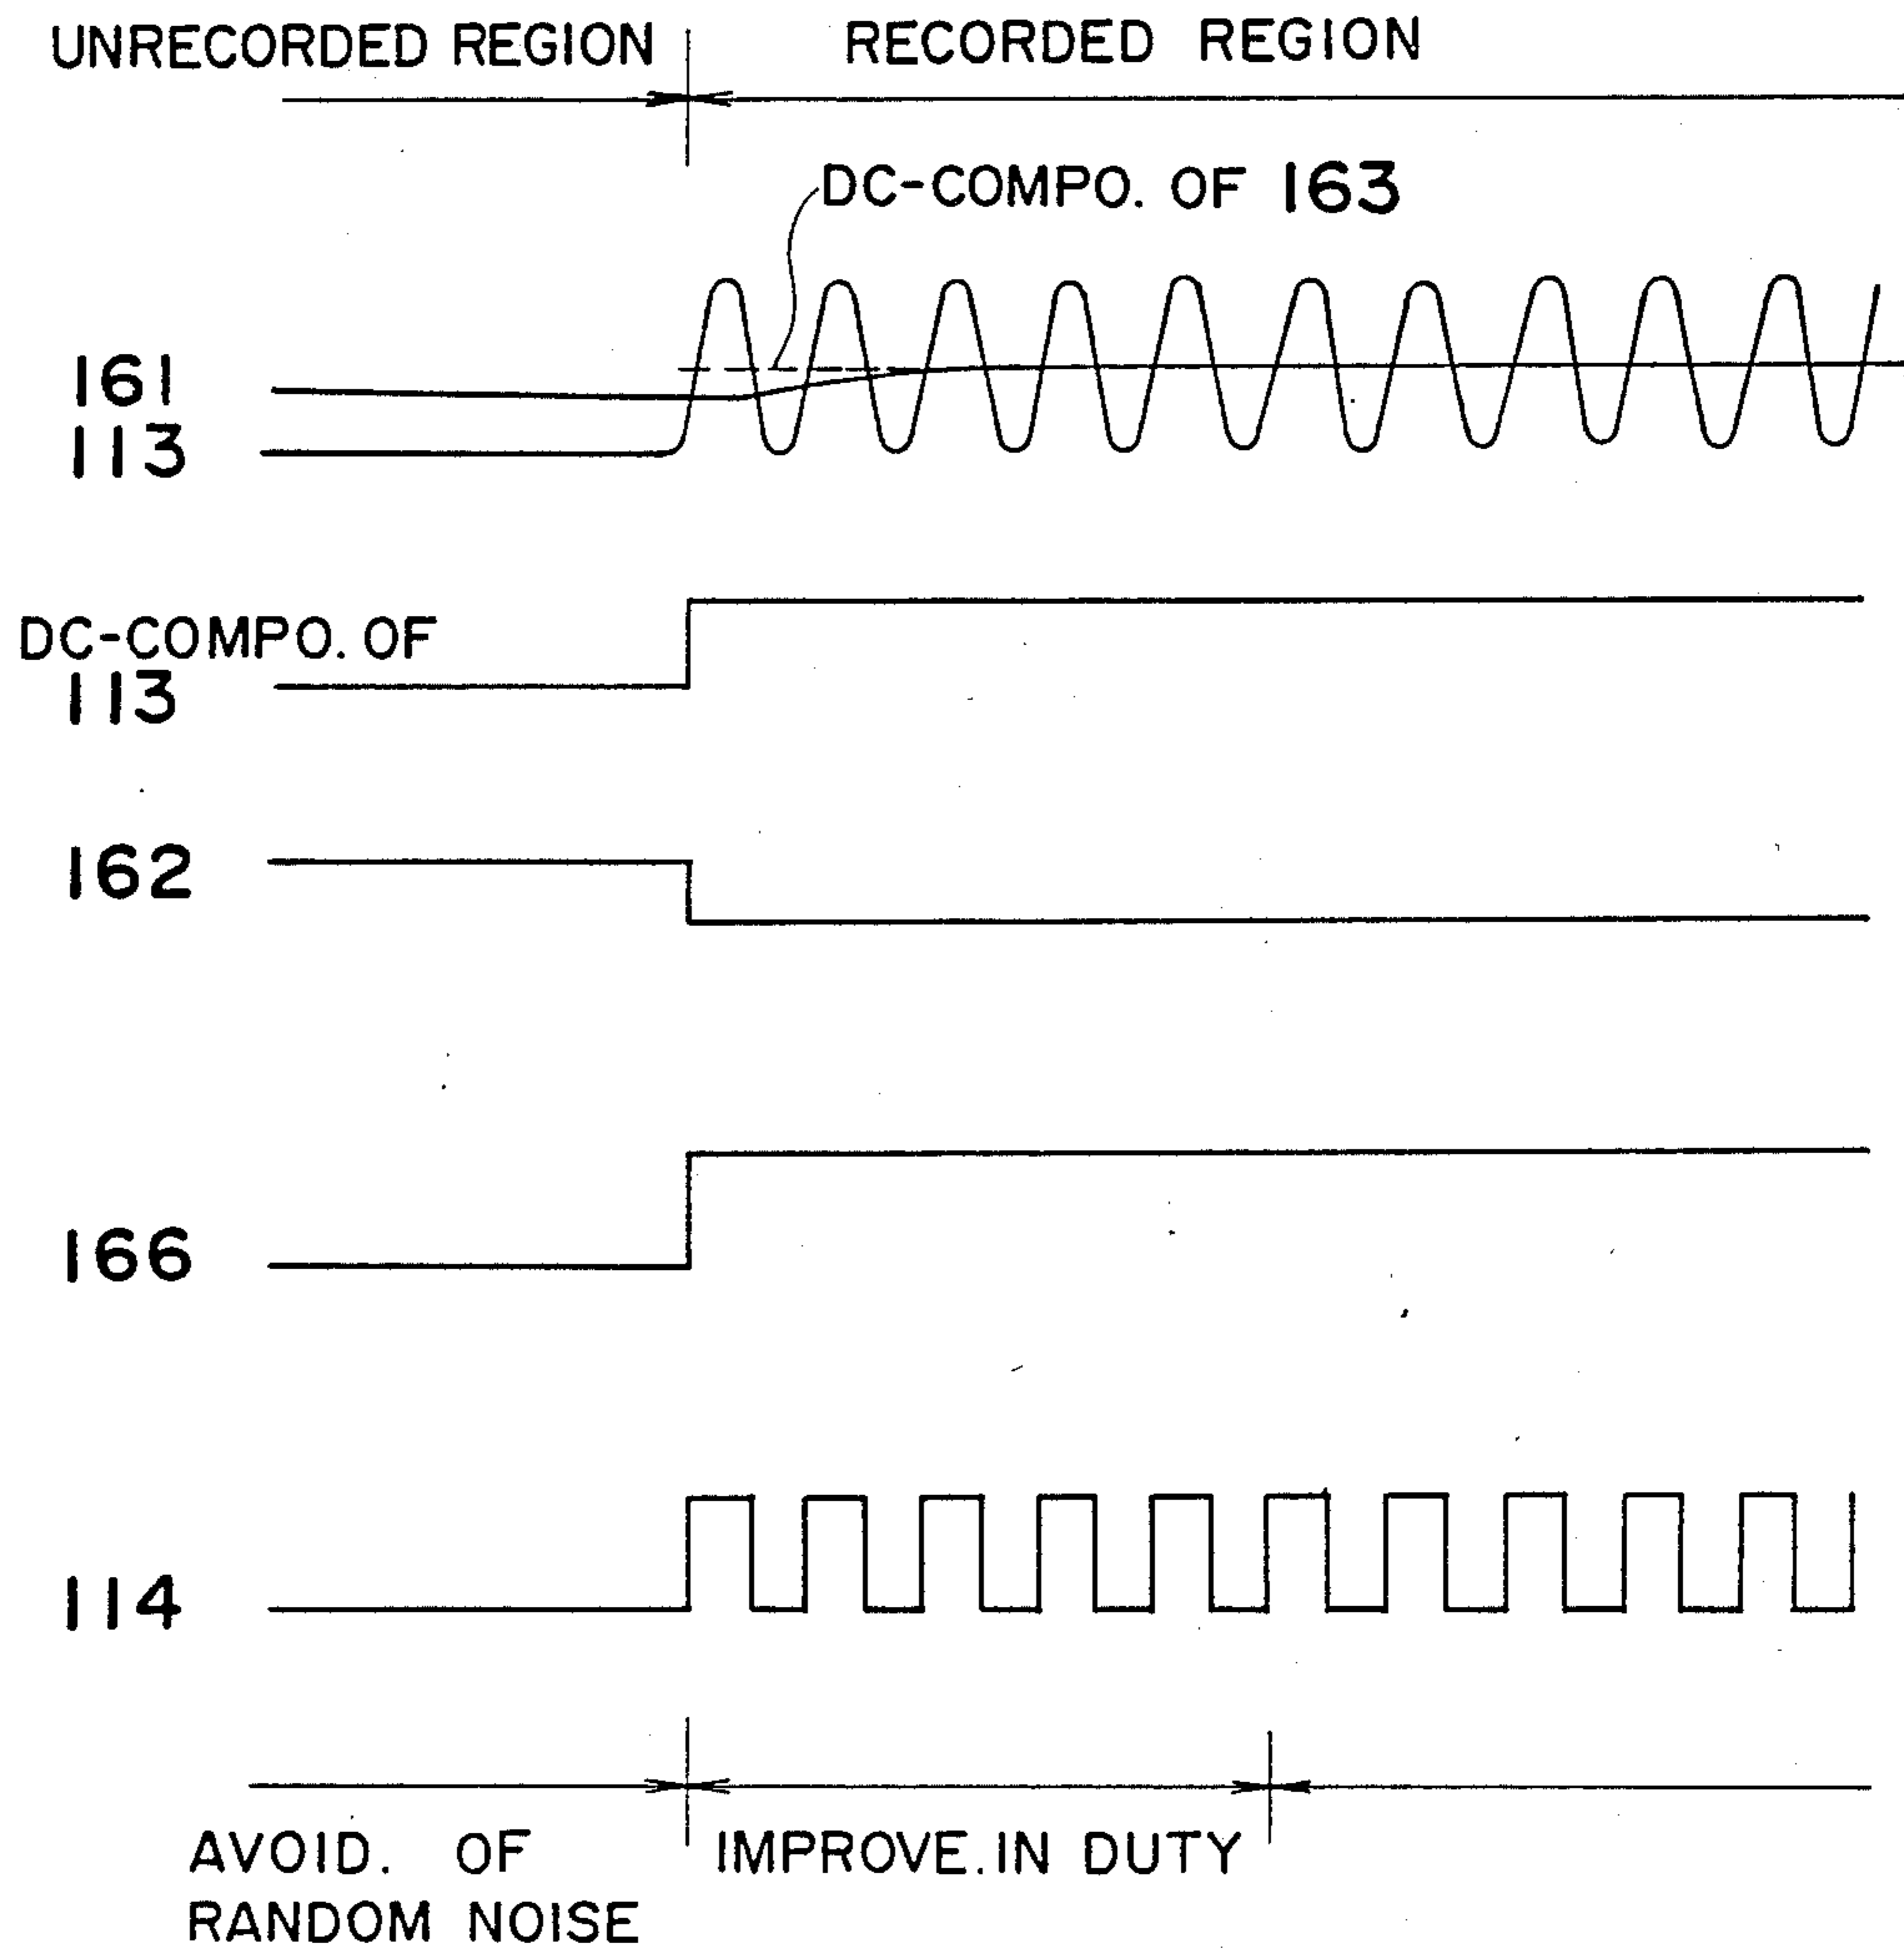 UNRECORDED REGION
RECORDED REGION
DC-COMPO. OF 163
161
113
DC-COMPO. OF
113
162
166
114
AVOID. OF
RANDOM NOISE
IMPROVE. IN DUTY